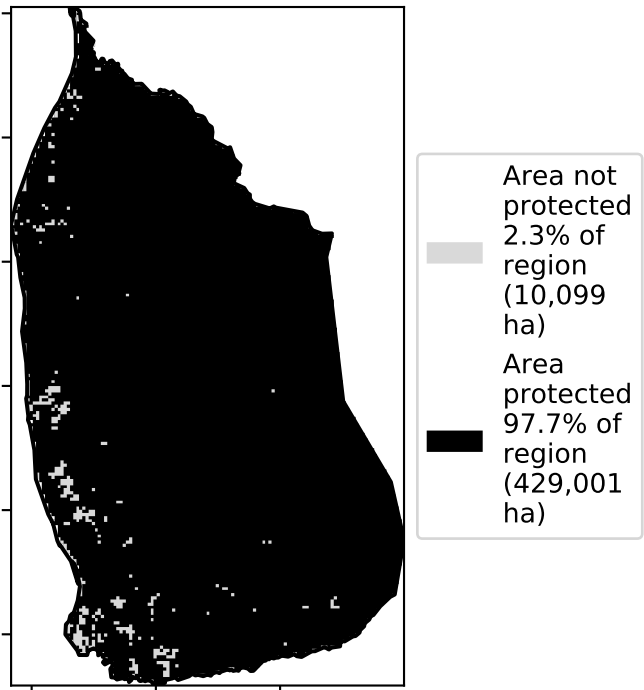 Area not
protected
2.3% of
region
(10,099
ha)
Area
protected
97.7% of
region
(429,001
ha)